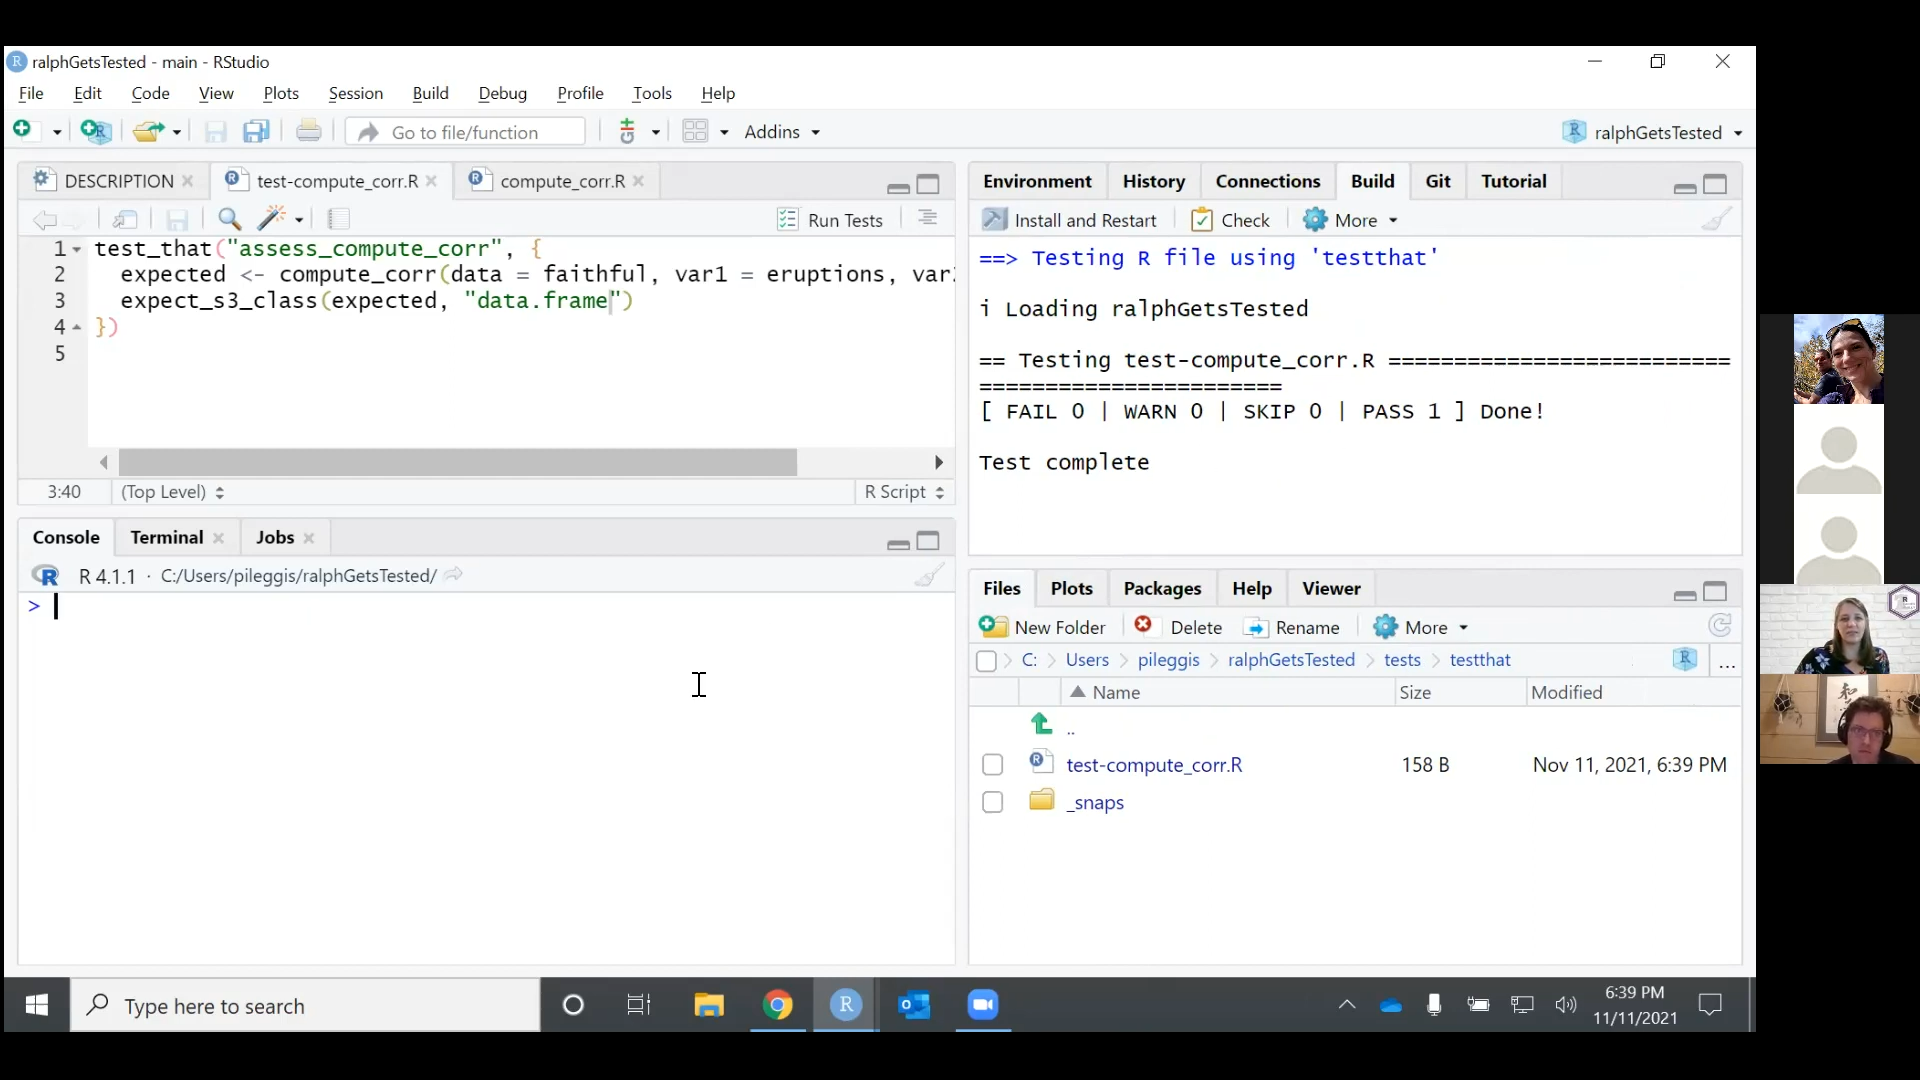 ralphGetsTested - main - RStudio
File Edit Code View Plots Session Build Debug Profile Tools Help
Go to file/function
Addins
ralphGetsTested
DESCRIPTION
test-compute_corr.R
compute_corr.R
Run Tests
1 test_that("assess_compute_corr", {
2 expected <- compute_corr(data = faithful, var1 = eruptions, var
3 expect_s3_class(expected, "data.frame")
4 })
5
3:40 (Top Level) R Script
Console Terminal Jobs
R 4.1.1 · C:/Users/pileggis/ralphGetsTested/
>
Environment History Connections Build Git Tutorial
Install and Restart Check More
==> Testing R file using 'testthat'
i Loading ralphGetsTested
== Testing test-compute_corr.R ==========================
=======================
[ FAIL 0 | WARN 0 | SKIP 0 | PASS 1 ] Done!
Test complete
Files Plots Packages Help Viewer
New Folder Delete Rename More
C: Users pileggis ralphGetsTested tests testthat ...
Name Size Modified
..
test-compute_corr.R 158 B Nov 11, 2021, 6:39 PM
_snaps
Type here to search
6:39 PM
11/11/2021
和